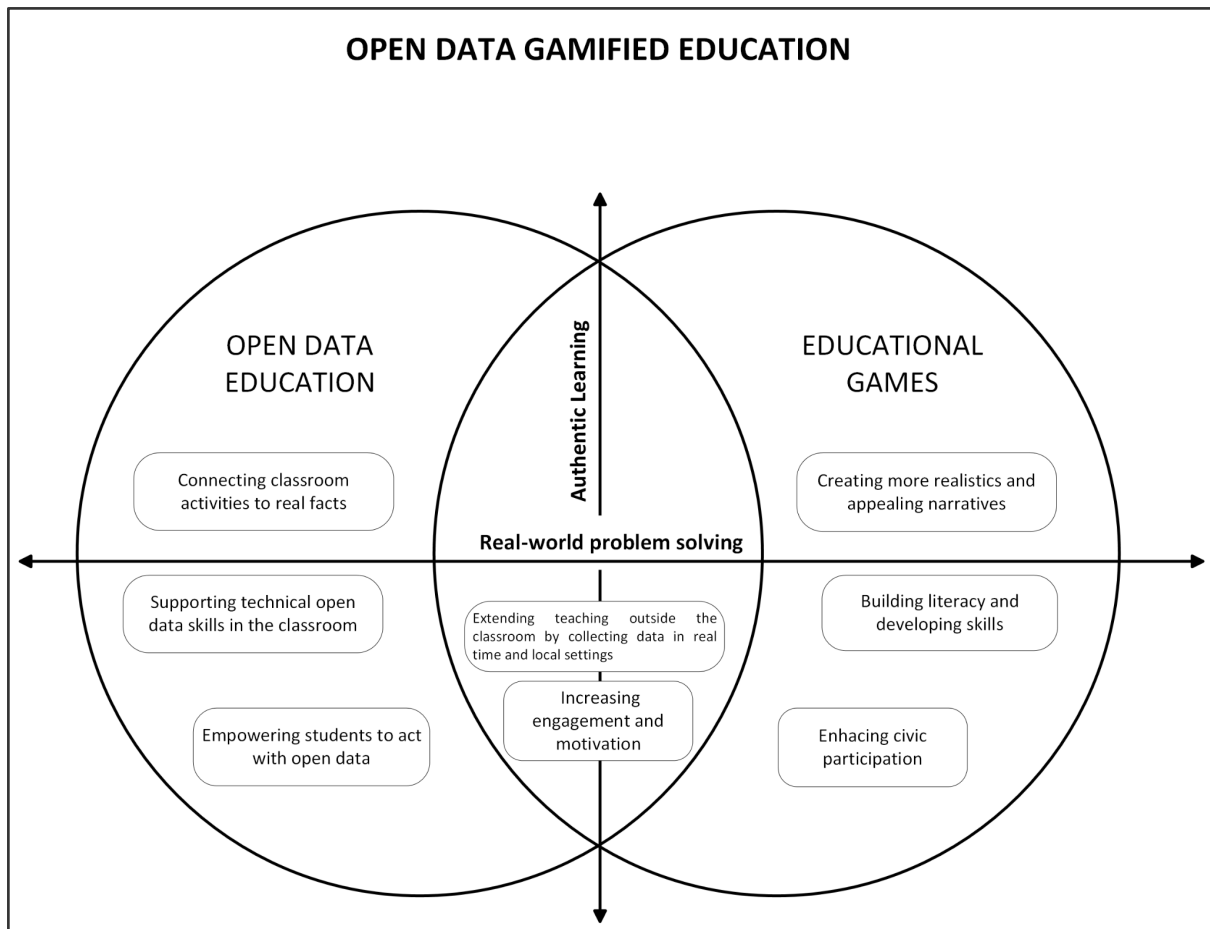 OPEN DATA GAMIFIED EDUCATION
OPEN DATA
EDUCATION
Connecting classroom
activities to real facts
Supporting technical open
data skills in the classroom
Empowering students to act
with open data
Authentic Learning
Real-world problem solving
Extending teaching outside the
classroom by collecting data in real
time and local settings
Increasing
engagement and
motivation
EDUCATIONAL
GAMES
Creating more realistics and
appealing narratives
Building literacy and
developing skills
Enhacing civic
participation